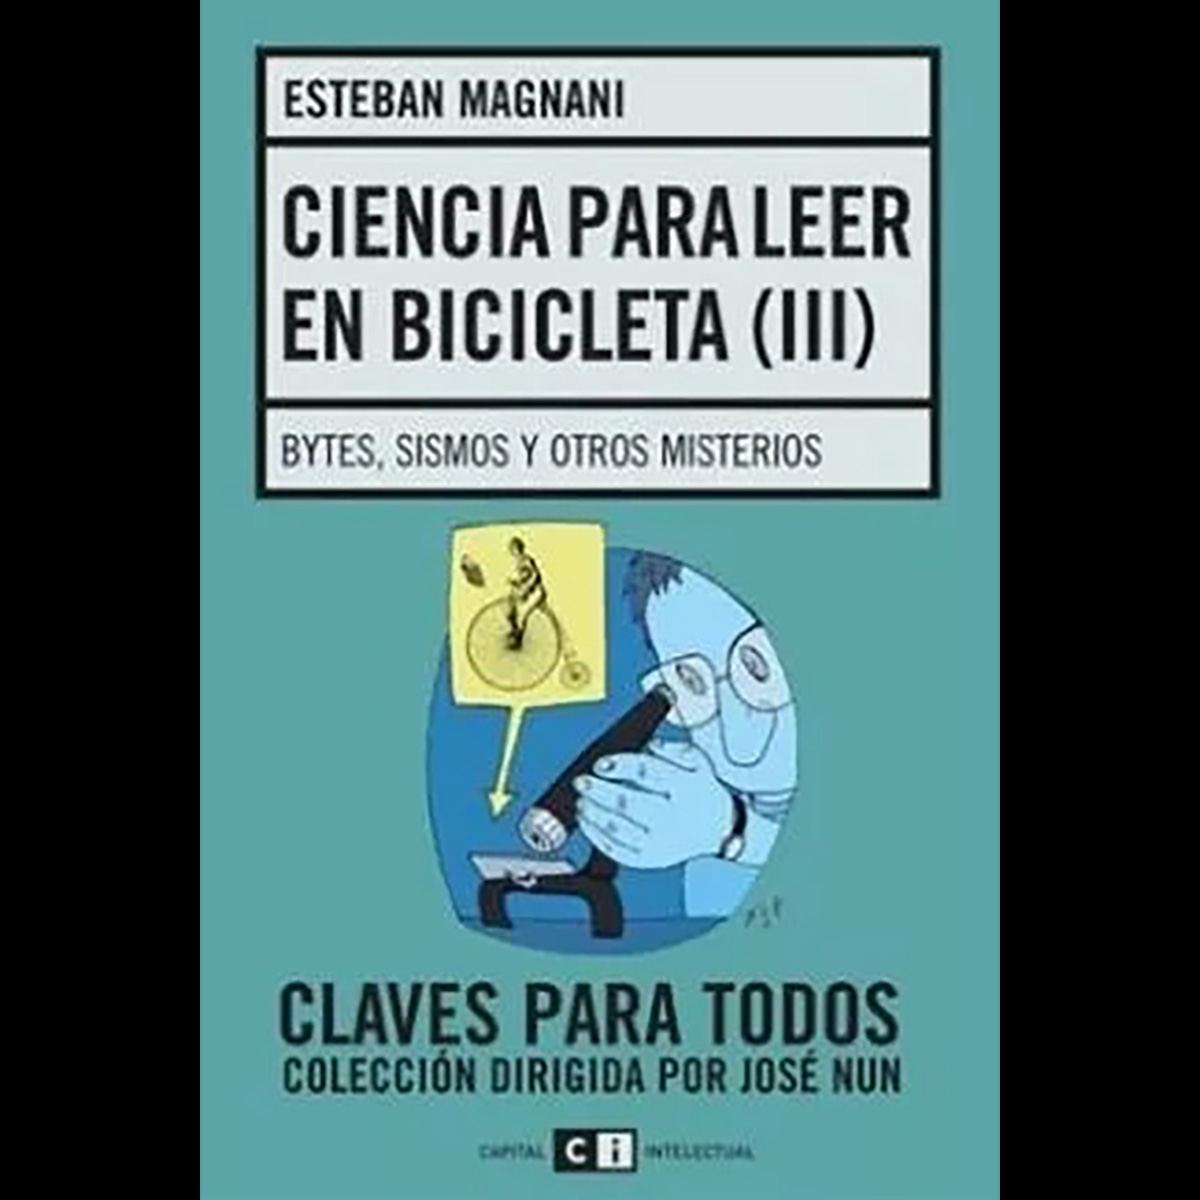 ESTEBAN MAGNANI
CIENCIA PARA LEER
EN BICICLETA (III)
BYTES, SISMOS Y OTROS MISTERIOS
CLAVES PARA TODOS
COLECCIÓN DIRIGIDA POR JOSÉ NUN
CAPITAL Ci INTELECTUAL